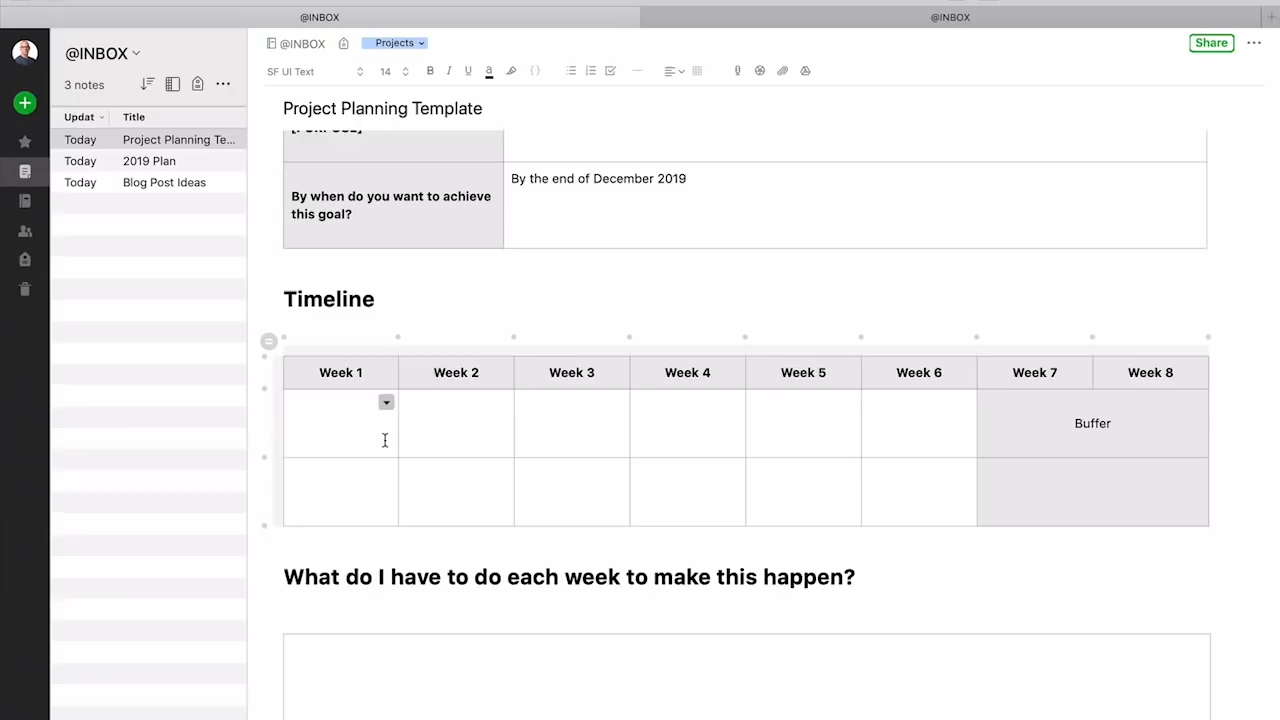 @INBOX
@INBOX
@INBOX
3 notes
Updat
Title
Today
Project Planning Te...
Today
2019 Plan
Today
Blog Post Ideas
@INBOX
Projects
Share
SF UI Text
14
B
I
U
a
Project Planning Template
By when do you want to achieve
this goal?
By the end of December 2019
Timeline
Week 1
Week 2
Week 3
Week 4
Week 5
Week 6
Week 7
Week 8
Buffer
What do I have to do each week to make this happen?